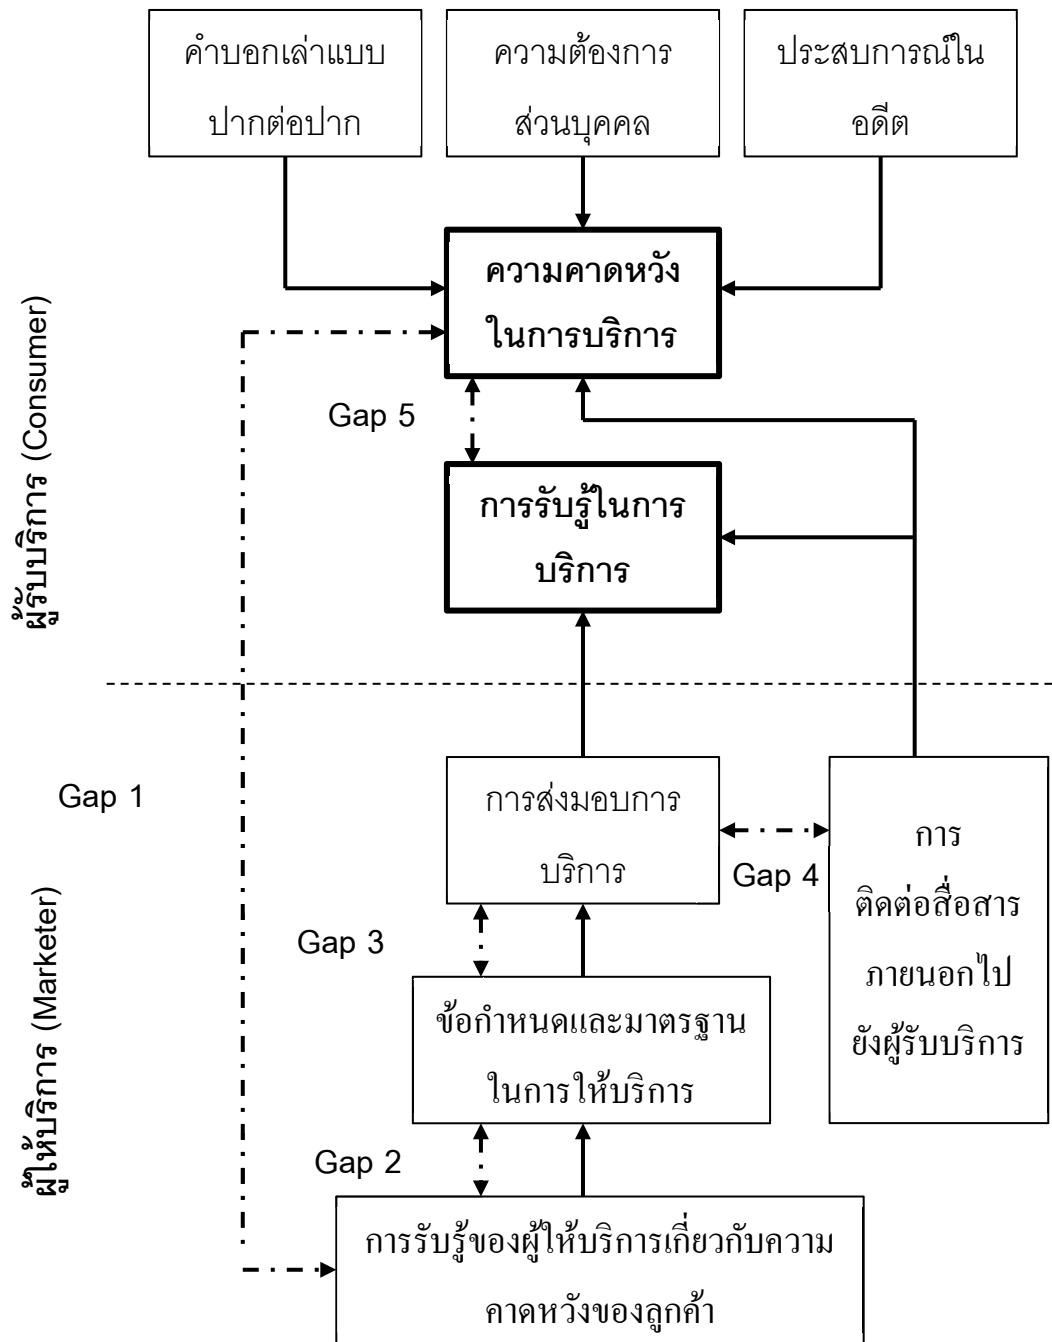 คำบอกเล่าแบบ
ปากต่อปาก
ความต้องการ
ส่วนบุคคล
ประสบการณ์ใน
อดีต
ความคาดหวัง
ในการบริการ
Gap 5
การรับรู้ในการ
บริการ
ผู้รับบริการ (Consumer)
Gap 1
การส่งมอบการ
บริการ
Gap 4
การ
ติดต่อสื่อสาร
ภายนอกไป
ยังผู้รับบริการ
Gap 3
ข้อกำหนดและมาตรฐาน
ในการให้บริการ
Gap 2
การรับรู้ของผู้ให้บริการเกี่ยวกับความ
คาดหวังของลูกค้า
ผู้ให้บริการ (Marketer)